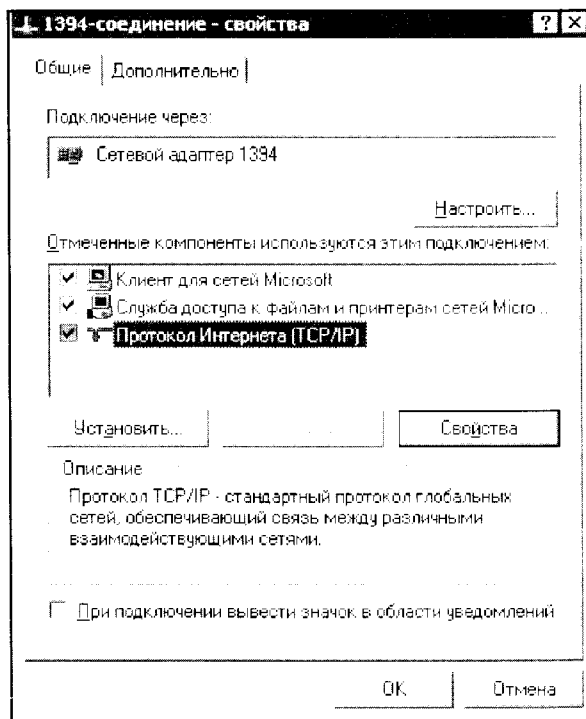 1394-соединение - свойства
Общие
Дополнительно
Подключение через:
Сетевой адаптер 1394
Настроить...
Отмеченные компоненты используются этим подключением:
Клиент для сетей Microsoft
Служба доступа к файлам и принтерам сетей Micro...
Протокол Интернета (TCP/IP)
Установить...
Свойства
Описание
Протокол TCP/IP - стандартный протокол глобальных
сетей, обеспечивающий связь между различными
взаимодействующими сетями.
При подключении вывести значок в области уведомлений
OK
Отмена